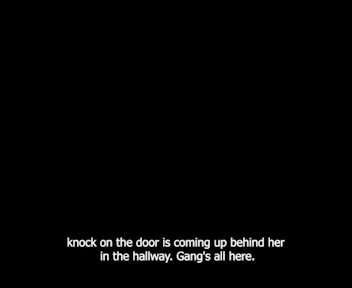 knock on the door is coming up behind her
in the hallway. Gang's all here.